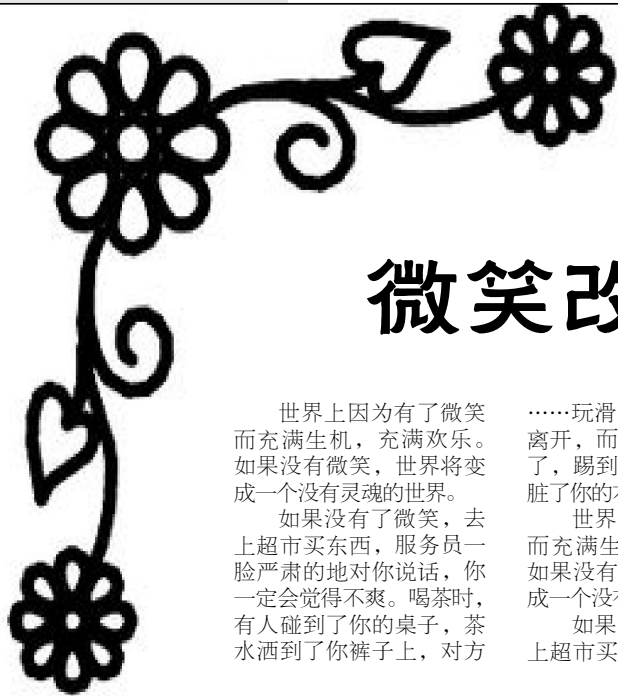 微笑改
世界上因为有了微笑
而充满生机，充满欢乐。
如果没有微笑，世界将变
成一个没有灵魂的世界。
如果没有了微笑，去
上超市买东西，服务员一
脸严肃的地对你说话，你
一定会觉得不爽。喝茶时，
有人碰到了你的桌子，茶
水洒到了你裤子上，对方
……玩滑
离开，而
了，踢到
脏了你的衣
世界
而充满生
如果没有
成一个没有
如果
上超市买